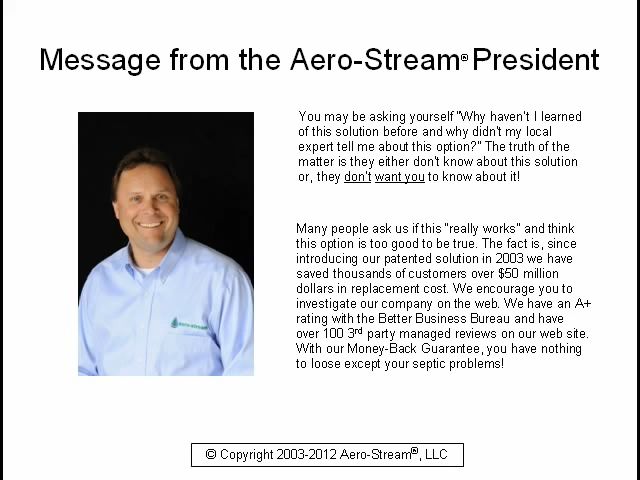 Message from the Aero-Stream® President
You may be asking yourself "Why haven't I learned
of this solution before and why didn't my local
expert tell me about this option?" The truth of the
matter is they either don't know about this solution
or, they don't want you to know about it!
Many people ask us if this "really works" and think
this option is too good to be true. The fact is, since
introducing our patented solution in 2003 we have
saved thousands of customers over $50 million
dollars in replacement cost. We encourage you to
investigate our company on the web. We have an A+
rating with the Better Business Bureau and have
over 100 3rd party managed reviews on our web site.
With our Money-Back Guarantee, you have nothing
to loose except your septic problems!
aero-stream
© Copyright 2003-2012 Aero-Stream®, LLC